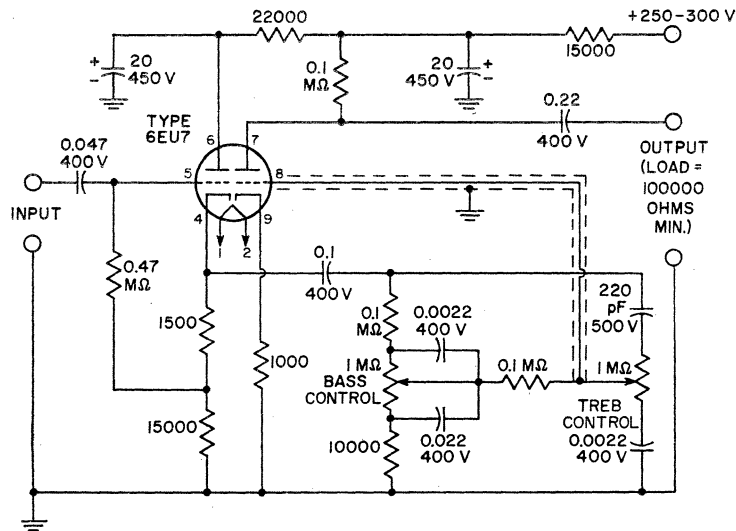 22000
+250-300 V
15000
+
-
20
450 V
0.1
MΩ
20
450 V
+
-
TYPE
6EU7
0.22
400 V
0.047
400 V
6
7
5
8
4
9
1
2
INPUT
OUTPUT
(LOAD =
100000
OHMS
MIN.)
0.47
MΩ
0.1
400 V
220
pF
500 V
1500
0.1
MΩ
0.0022
400 V
1000
1 MΩ
BASS
CONTROL
0.1 MΩ
1 MΩ
TREB
CONTROL
15000
10000
0.022
400 V
0.0022
400 V